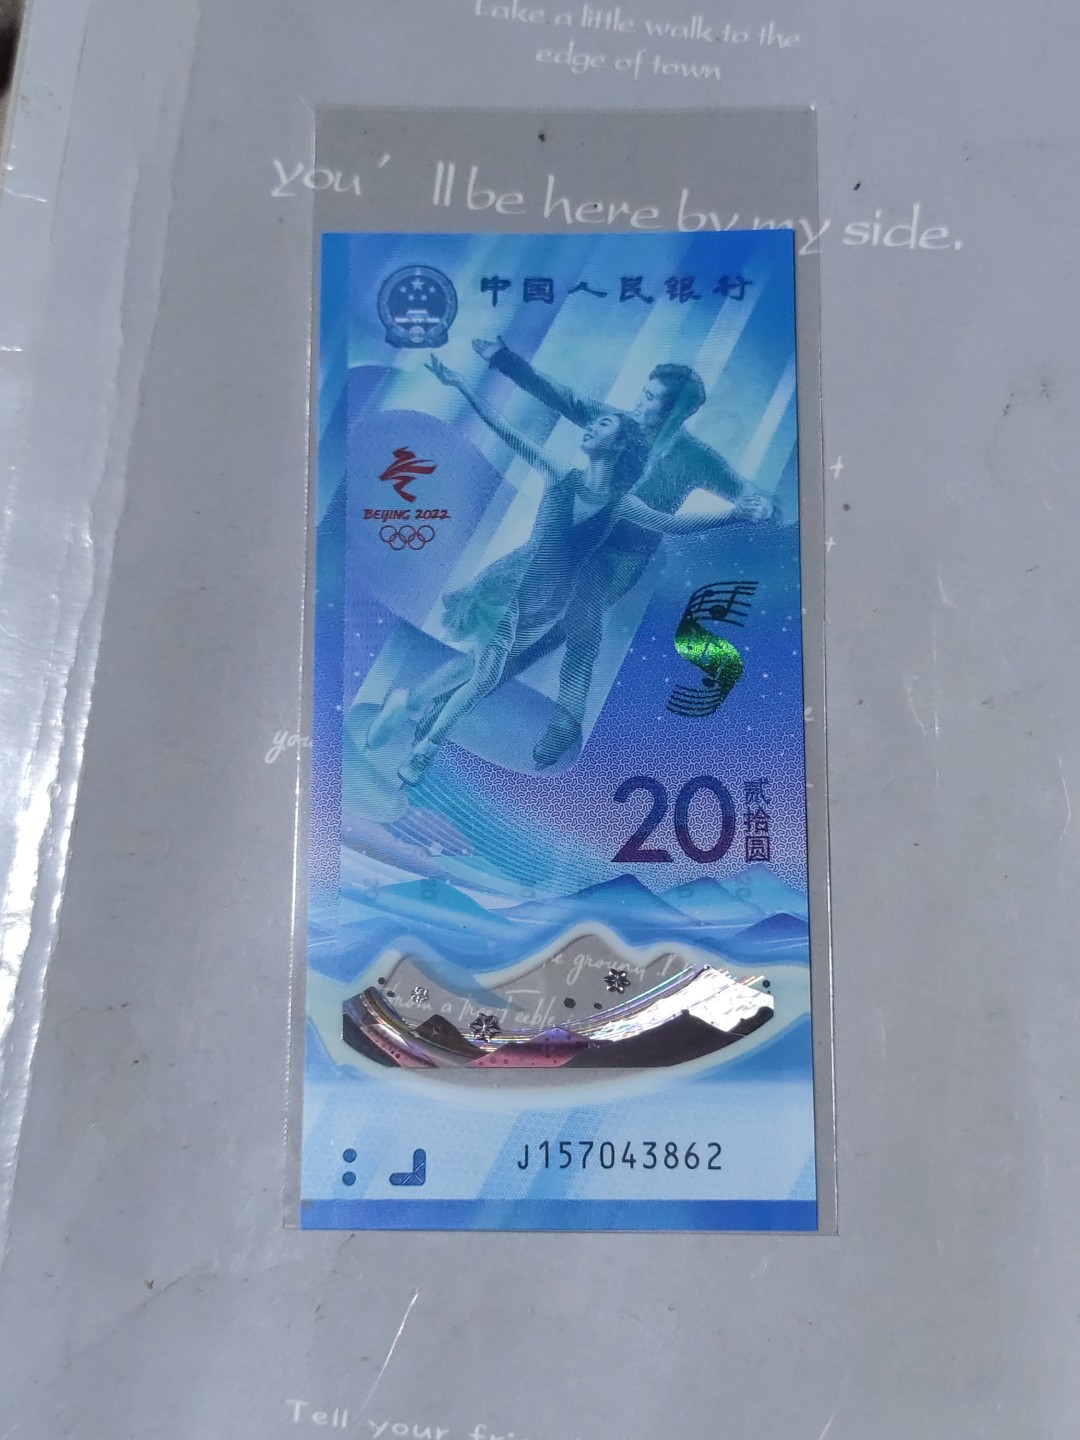 Take a little walk to the
edge of town
you'll be here by my side.
中国人民银行
BEIJING 2022
20
贰拾圆
J157043862
Tell your